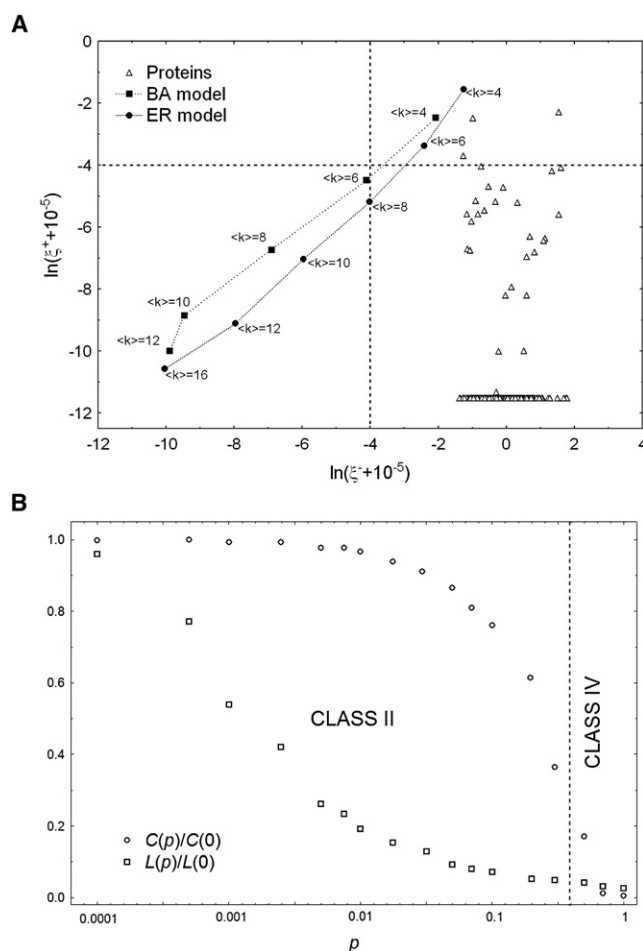 A
Proteins
BA model
ER model
<k>=4
<k>=4
<k>=6
<k>=6
<k>=8
<k>=8
<k>=10
<k>=10
<k>=12
<k>=12
<k>=16
0
-2
-4
-6
-8
-10
-12
ln(ξ⁺+10⁻⁵)
-12 -10 -8 -6 -4 -2 0 2 4
ln(ξ⁻+10⁻⁵)
B
1.0
0.8
0.6
0.4
0.2
0.0
CLASS II
CLASS IV
C(p)/C(0)
L(p)/L(0)
0.0001 0.001 0.01 0.1 1
p